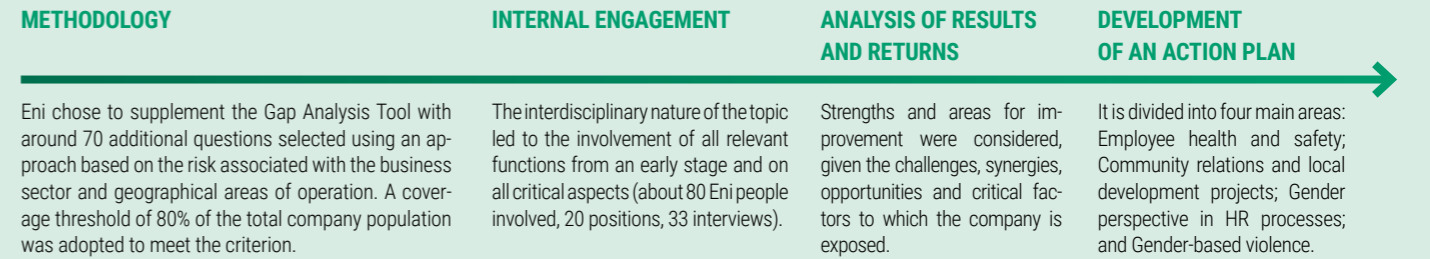 METHODOLOGY
Eni chose to supplement the Gap Analysis Tool with
around 70 additional questions selected using an ap-
proach based on the risk associated with the business
sector and geographical areas of operation. A cover-
age threshold of 80% of the total company population
was adopted to meet the criterion.
INTERNAL ENGAGEMENT
The interdisciplinary nature of the topic
led to the involvement of all relevant
functions from an early stage and on
all critical aspects (about 80 Eni people
involved, 20 positions, 33 interviews).
ANALYSIS OF RESULTS
AND RETURNS
Strengths and areas for im-
provement were considered,
given the challenges, synergies,
opportunities and critical fac-
tors to which the company is
exposed.
DEVELOPMENT
OF AN ACTION PLAN
It is divided into four main areas:
Employee health and safety;
Community relations and local
development projects; Gender
perspective in HR processes;
and Gender-based violence.